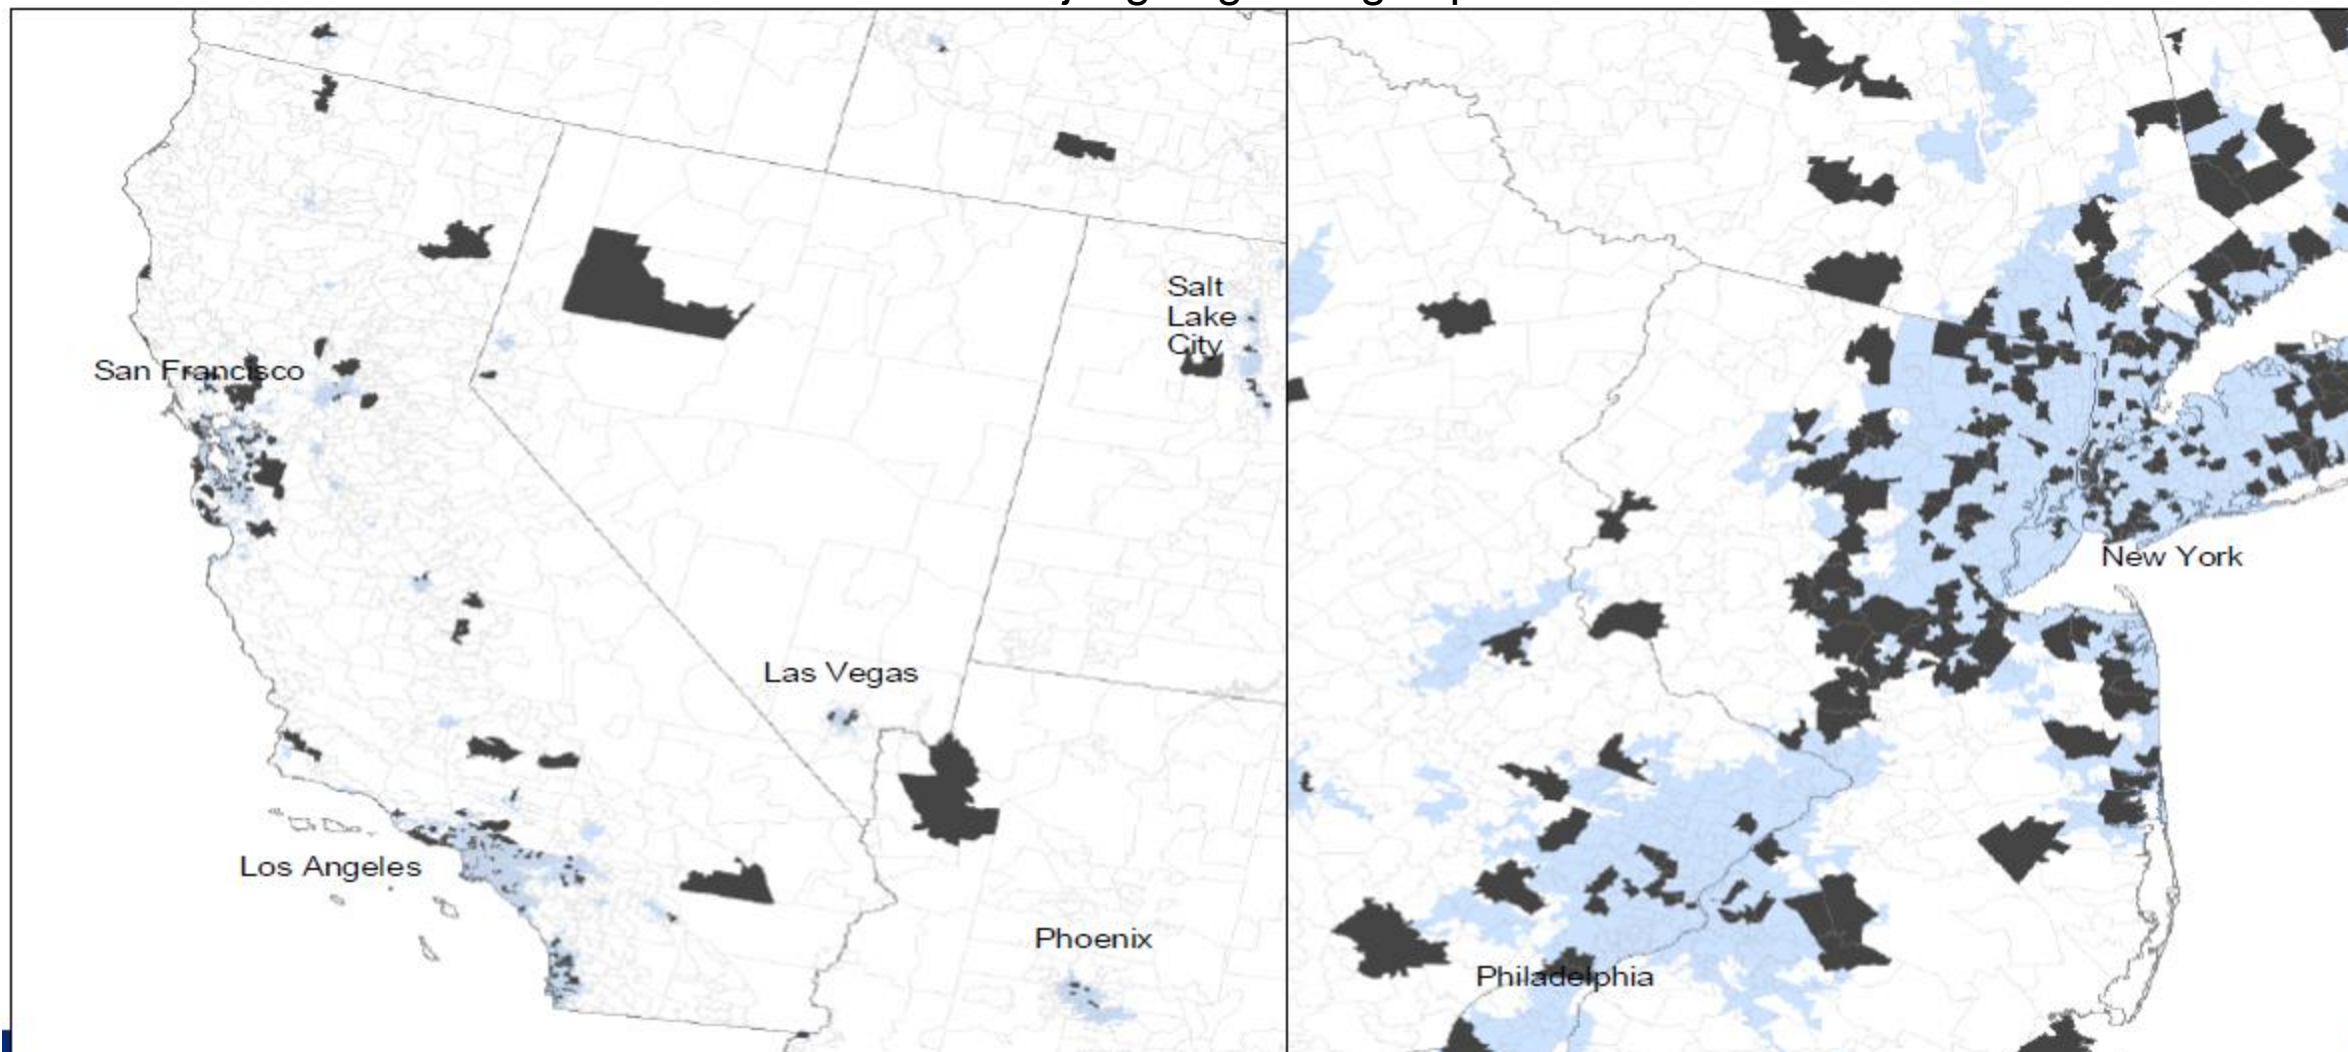 San Francisco
Salt
Lake
City
Las Vegas
Los Angeles
Phoenix
New York
Philadelphia